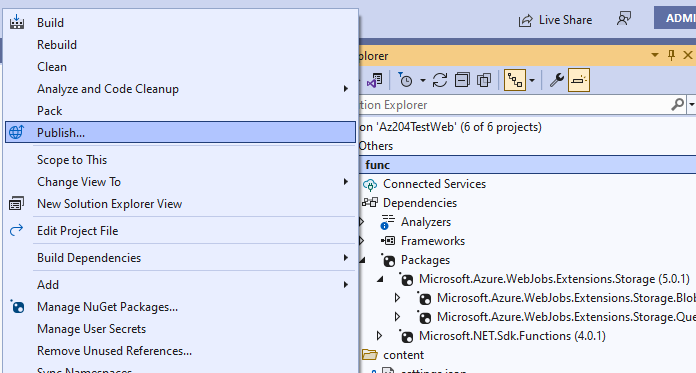 Build
Rebuild
Clean
Analyze and Code Cleanup
Pack
Publish...
Scope to This
Change View To
New Solution Explorer View
Edit Project File
Build Dependencies
Add
Manage NuGet Packages...
Manage User Secrets
Remove Unused References...
Sync Namespaces
Live Share
ADMI
plorer
tion Explorer
on 'Az204TestWeb' (6 of 6 projects)
Others
func
Connected Services
Dependencies
Analyzers
Frameworks
Packages
Microsoft.Azure.WebJobs.Extensions.Storage (5.0.1)
Microsoft.Azure.WebJobs.Extensions.Storage.Blo
Microsoft.Azure.WebJobs.Extensions.Storage.Que
Microsoft.NET.Sdk.Functions (4.0.1)
content